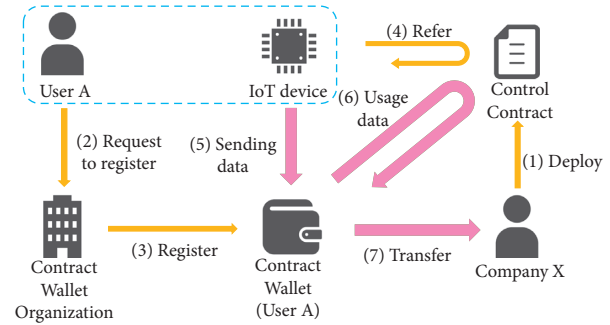 (4) Refer
User A
IoT device
(6) Usage
data
Control
Contract
(2) Request
to register
(5) Sending
data
(1) Deploy
(3) Register
(7) Transfer
Contract
Wallet
Organization
Contract
Wallet
(User A)
Company X